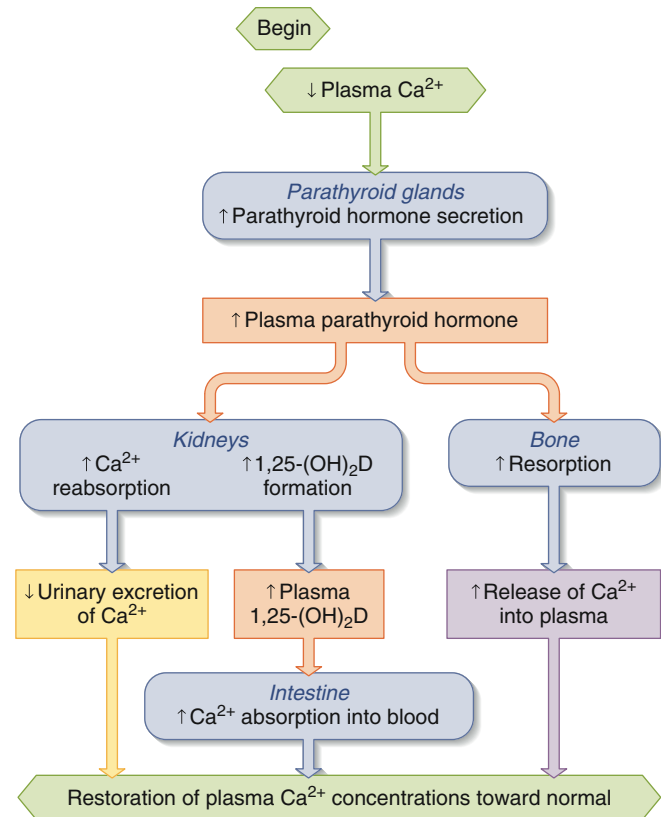 Begin
↓ Plasma Ca²⁺
Parathyroid glands
↑ Parathyroid hormone secretion
↑ Plasma parathyroid hormone
Kidneys
↑ Ca²⁺
reabsorption
↑ 1,25-(OH)₂D
formation
Bone
↑ Resorption
↓ Urinary excretion
of Ca²⁺
↑ Plasma
1,25-(OH)₂D
↑ Release of Ca²⁺
into plasma
Intestine
↑ Ca²⁺ absorption into blood
Restoration of plasma Ca²⁺ concentrations toward normal